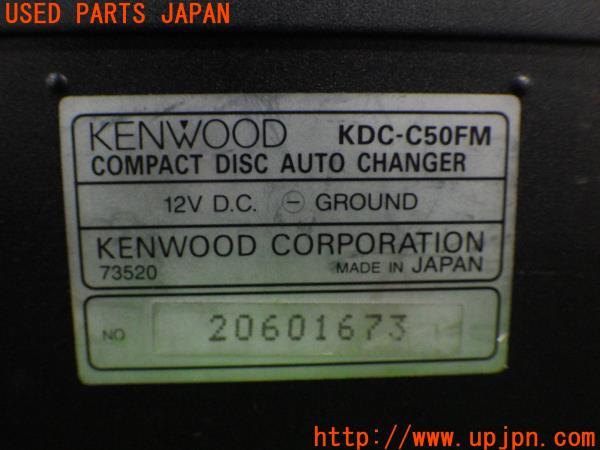 USED PARTS JAPAN
KENWOOD KDC-C50FM
COMPACT DISC AUTO CHANGER
12V D.C. ⊖ GROUND
KENWOOD CORPORATION
73520 MADE IN JAPAN
NO 20601673
http://www.upjpn.com